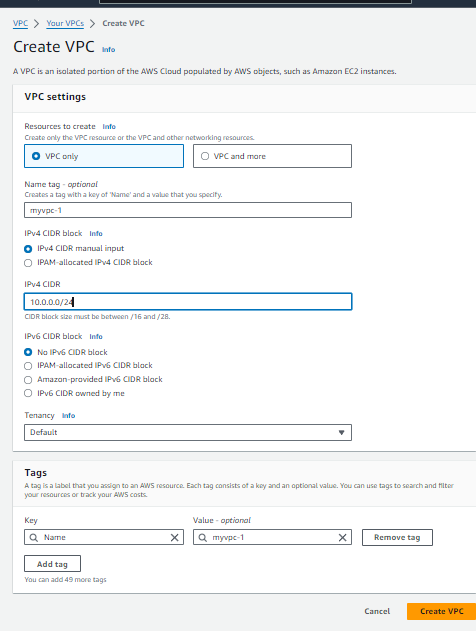 VPC > Your VPCs > Create VPC
Create VPC Info
A VPC is an isolated portion of the AWS Cloud populated by AWS objects, such as Amazon EC2 instances.
VPC settings
Resources to create Info
Create only the VPC resource or the VPC and other networking resources.
VPC only VPC and more
Name tag - optional
Creates a tag with a key of 'Name' and a value that you specify.
myvpc-1
IPv4 CIDR block Info
IPv4 CIDR manual input
IPAM-allocated IPv4 CIDR block
IPv4 CIDR
10.0.0.0/24
CIDR block size must be between /16 and /28.
IPv6 CIDR block Info
No IPv6 CIDR block
IPAM-allocated IPv6 CIDR block
Amazon-provided IPv6 CIDR block
IPv6 CIDR owned by me
Tenancy Info
Default
Tags
A tag is a label that you assign to an AWS resource. Each tag consists of a key and an optional value. You can use tags to search and filter
your resources or track your AWS costs.
Key Value - optional
Name myvpc-1 Remove tag
Add tag
You can add 49 more tags
Cancel Create VPC